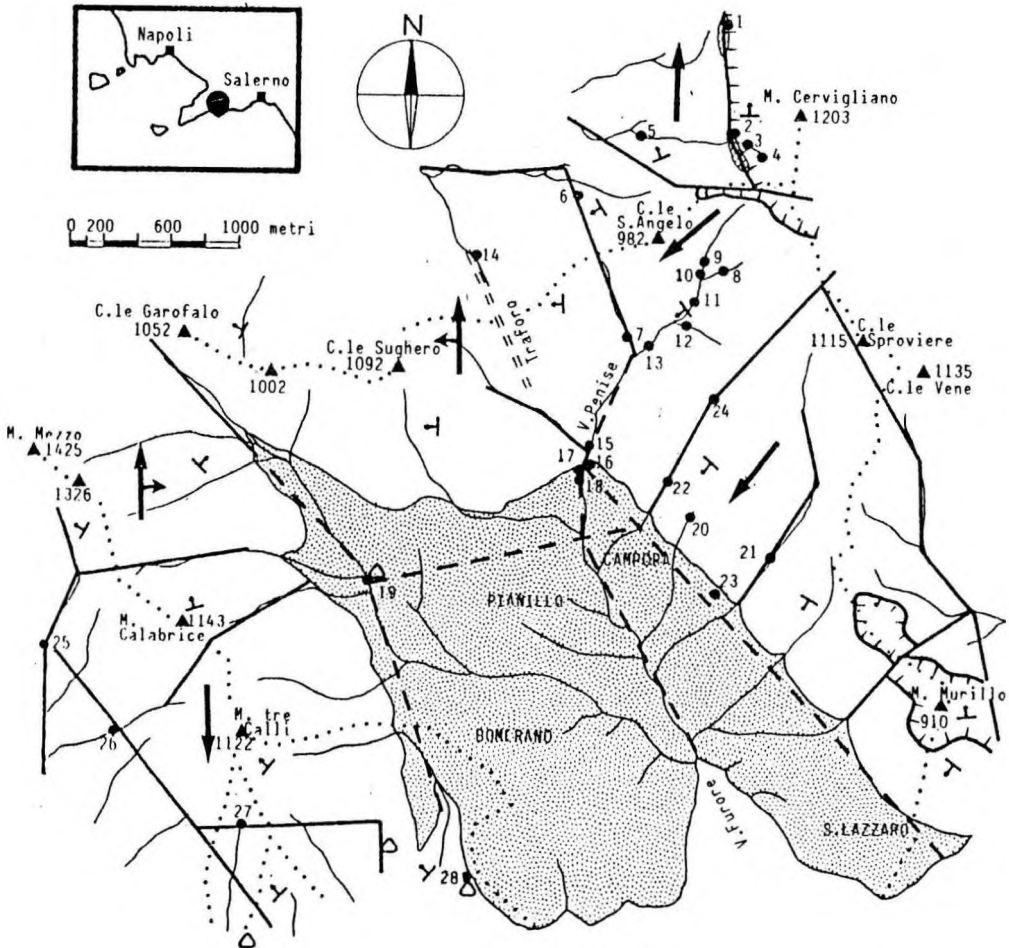 Napoli
Salerno
N
1
M. Cervigliano
1203
2
3
4
5
6
C.le
S.Angelo
982
0 200 600 1000 metri
14
Traforo
9
10
8
11
12
7
13
C.le Garofalo
1052
1002
C.le Sughero
1092
C.le
1115 Sproviere
1135
C.le Vene
V.Penise
24
M. Mezzo
1425
1326
15
17
16
18
22
20
21
CAMPORA
23
19
PIANILLO
M. 1143
Calabrice
25
M. tre
Calli
1122
26
BOMERANO
M. Murillo
910
27
V.Furore
S.LAZZARO
28